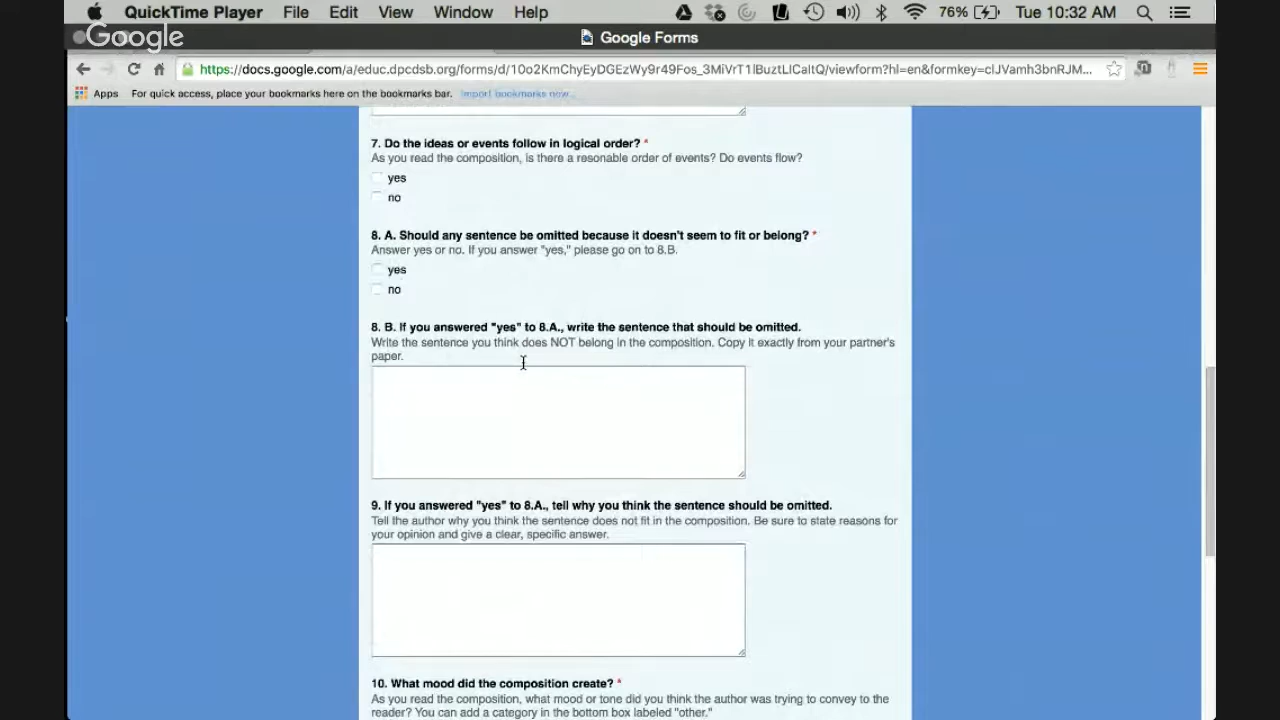 QuickTime Player File Edit View Window Help 76% Tue 10:32 AM
Google
Google Forms
Apps For quick access, place your bookmarks here on the bookmarks bar. Import bookmarks now...
7. Do the ideas or events follow in logical order? *
As you read the composition, is there a resonable order of events? Do events flow?
yes
no
8. A. Should any sentence be omitted because it doesn't seem to fit or belong? *
Answer yes or no. If you answer "yes," please go on to 8.B.
yes
no
8. B. If you answered "yes" to 8.A., write the sentence that should be omitted.
Write the sentence you think does NOT belong in the composition. Copy it exactly from your partner's
paper.
9. If you answered "yes" to 8.A., tell why you think the sentence should be omitted.
Tell the author why you think the sentence does not fit in the composition. Be sure to state reasons for
your opinion and give a clear, specific answer.
10. What mood did the composition create? *
As you read the composition, what mood or tone did you think the author was trying to convey to the
reader? You can add a category in the bottom box labeled "other."